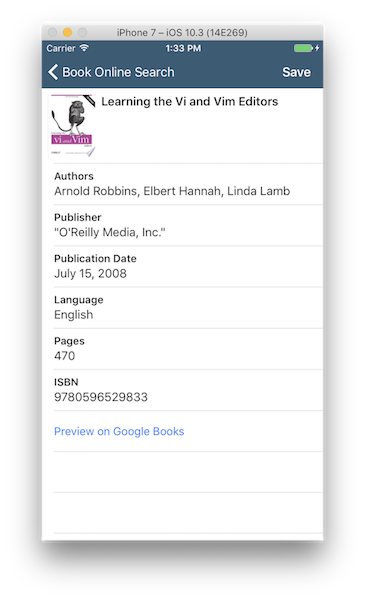 iPhone 7 – iOS 10.3 (14E269)
Carrier 1:33 PM
Book Online Search Save
Learning the Vi and Vim Editors
vi and Vim
Authors
Arnold Robbins, Elbert Hannah, Linda Lamb
Publisher
"O'Reilly Media, Inc."
Publication Date
July 15, 2008
Language
English
Pages
470
ISBN
9780596529833
Preview on Google Books